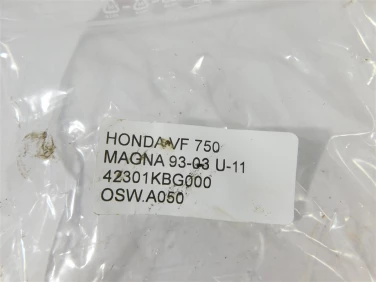 HONDA VF 750
MAGNA 93-03 U-11
42301KBG000
OSW.A050